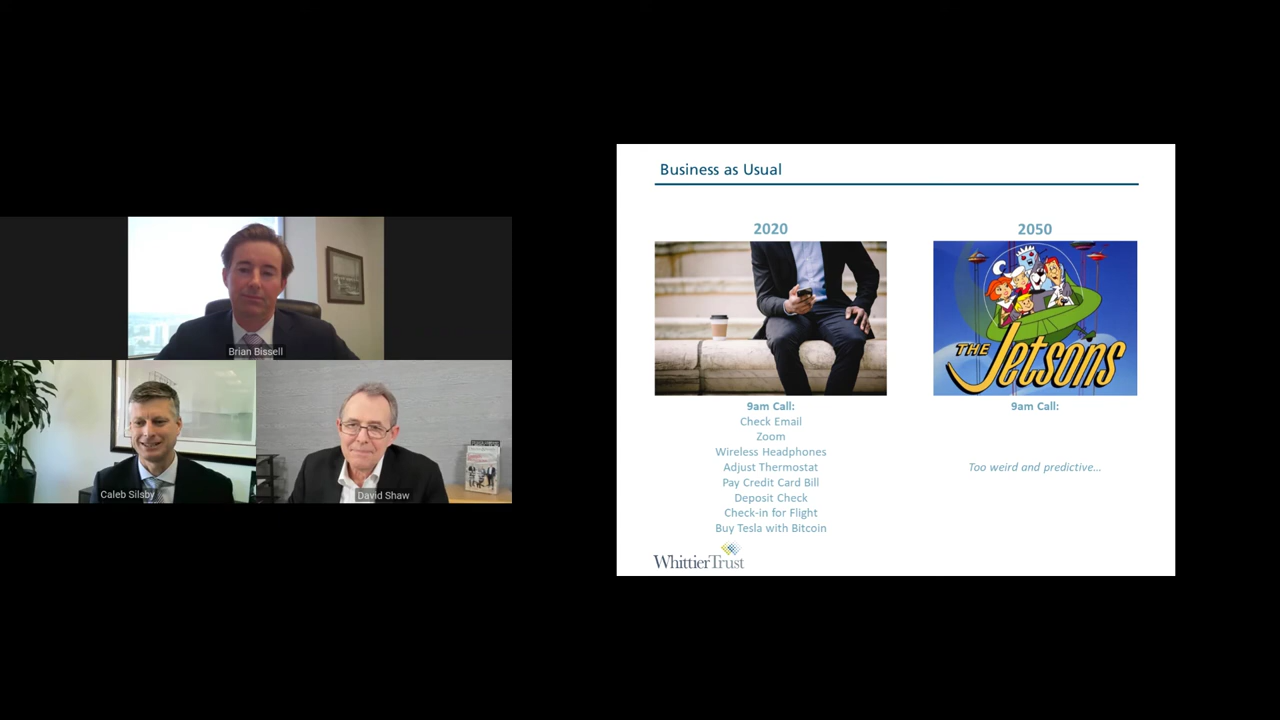 Brian Bissell
Caleb Silsby
David Shaw
Business as Usual
2020
2050
THE Jetsons
9am Call:
Check Email
Zoom
Wireless Headphones
Adjust Thermostat
Pay Credit Card Bill
Deposit Check
Check-in for Flight
Buy Tesla with Bitcoin
9am Call:
Too weird and predictive...
WhittierTrust